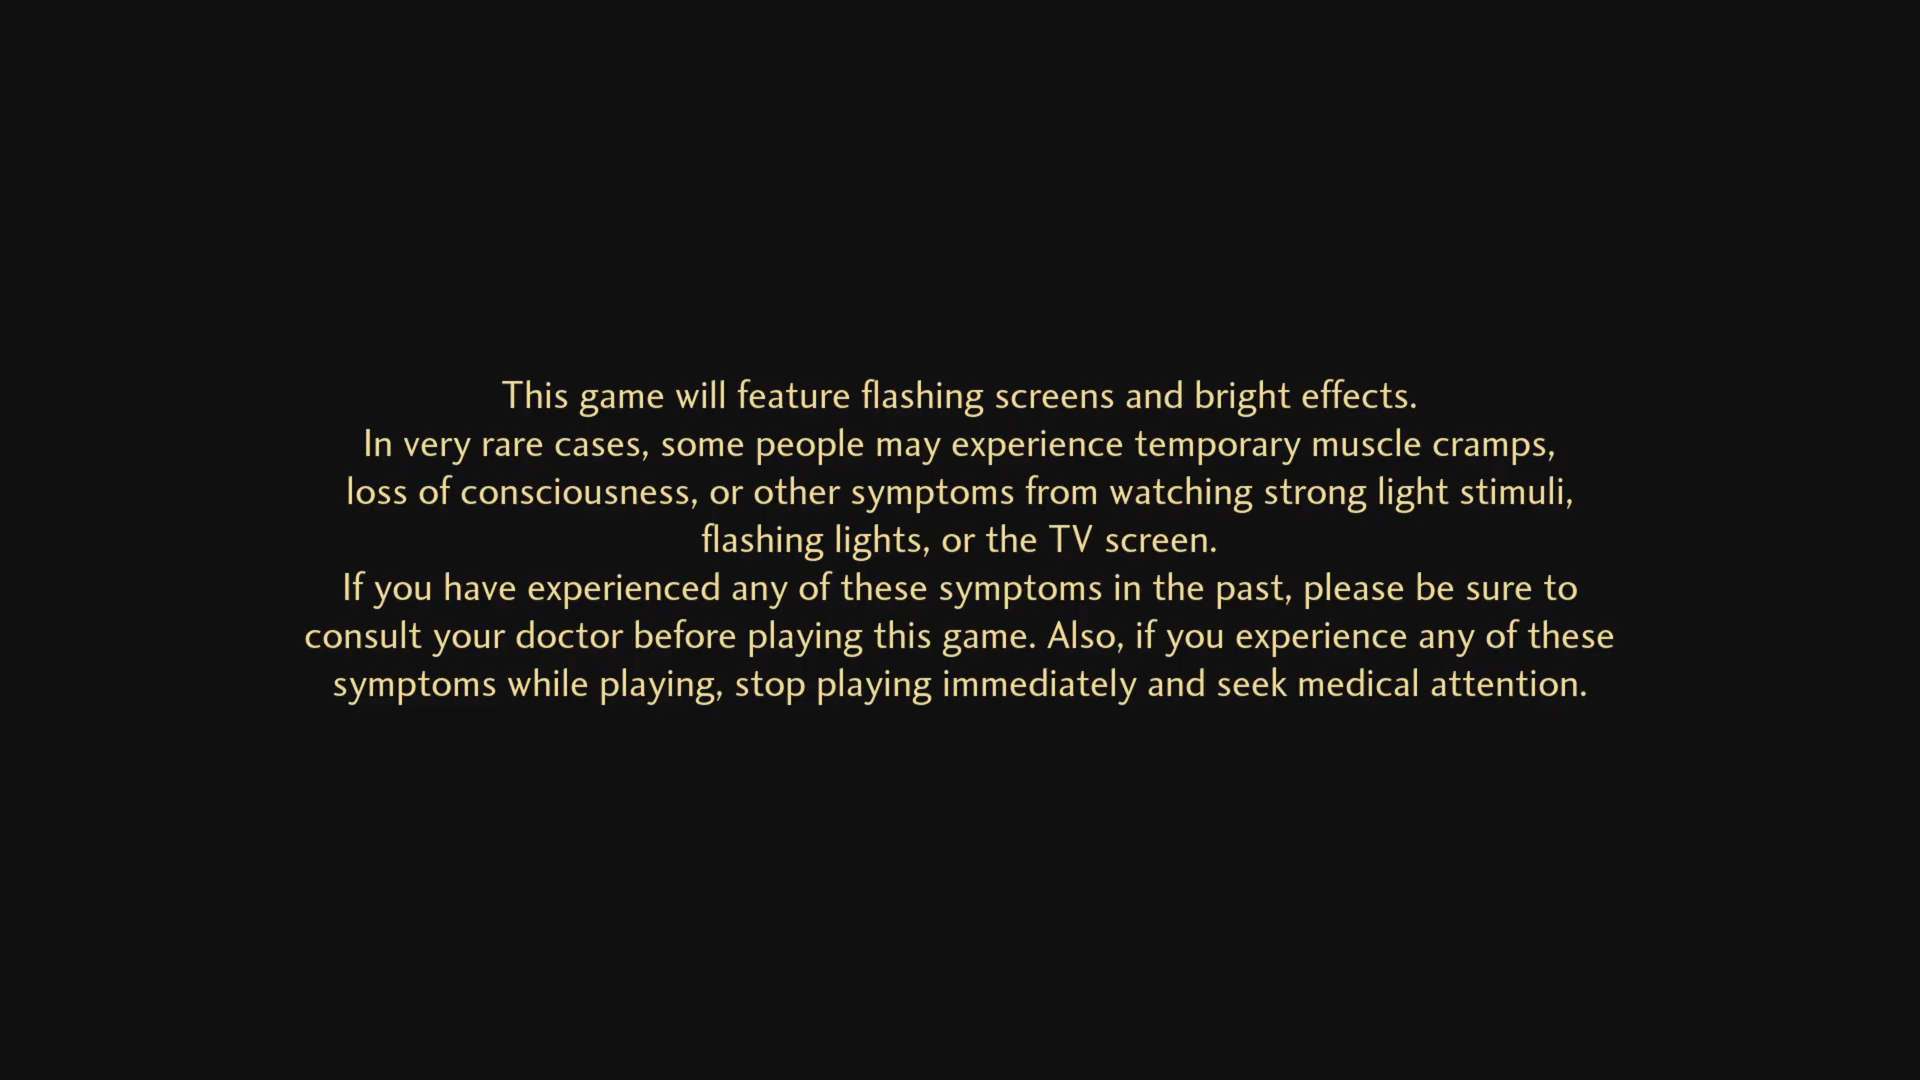 This game will feature flashing screens and bright effects.
In very rare cases, some people may experience temporary muscle cramps,
loss of consciousness, or other symptoms from watching strong light stimuli,
flashing lights, or the TV screen.
If you have experienced any of these symptoms in the past, please be sure to
consult your doctor before playing this game. Also, if you experience any of these
symptoms while playing, stop playing immediately and seek medical attention.